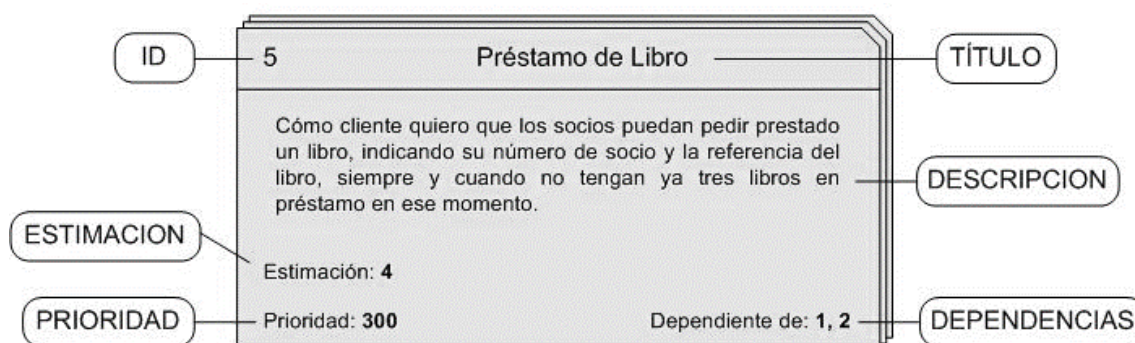 ID
5
Préstamo de Libro
TÍTULO
Cómo cliente quiero que los socios puedan pedir prestado
un libro, indicando su número de socio y la referencia del
libro, siempre y cuando no tengan ya tres libros en
préstamo en ese momento.
DESCRIPCION
ESTIMACION
Estimación: 4
PRIORIDAD
Prioridad: 300
Dependiente de: 1, 2
DEPENDENCIAS